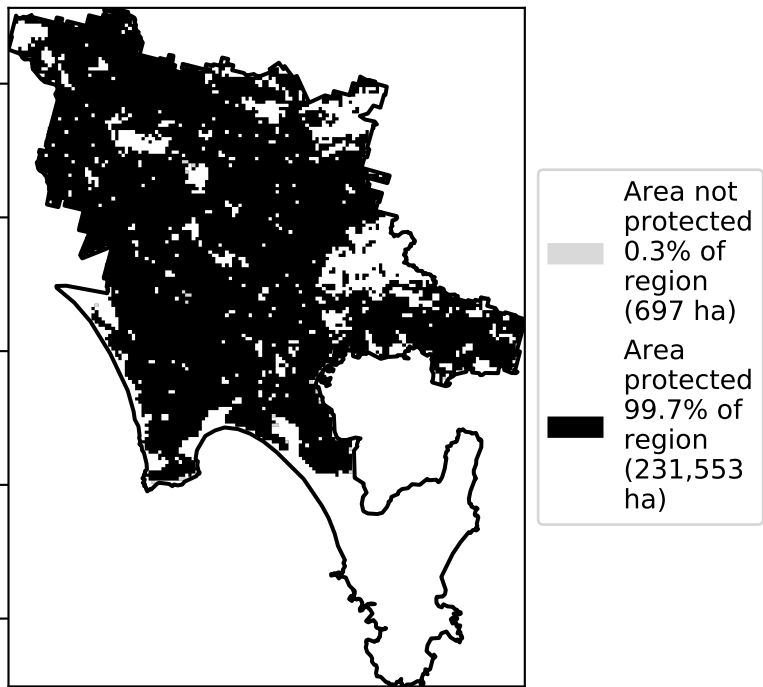 Area not
protected
0.3% of
region
(697 ha)
Area
protected
99.7% of
region
(231,553
ha)